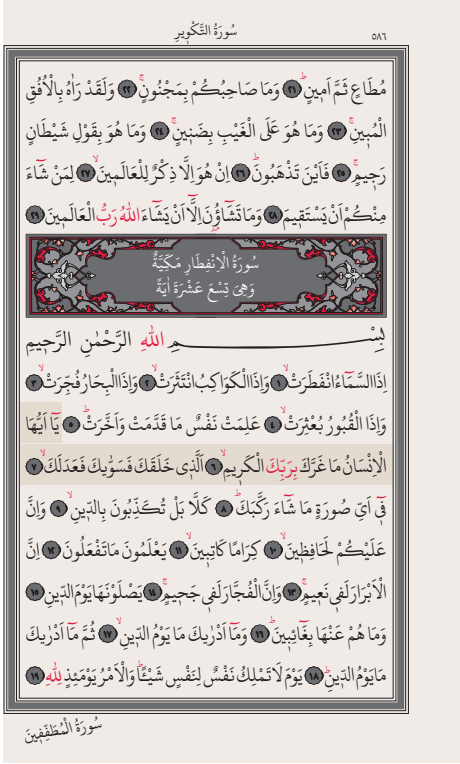 سُورَةُ التَّكْوِيرِ
٥٨٦
مُطَاعٍ ثَمَّ اَمِينٍۜ ﴿٢١﴾ وَمَا صَاحِبُكُمْ بِمَجْنُونٍۚ ﴿٢٢﴾ وَلَقَدْ رَاٰهُ بِالْاُفُقِ
الْمُبِينِۚ ﴿٢٣﴾ وَمَا هُوَ عَلَى الْغَيْبِ بِضَنِينٍۚ ﴿٢٤﴾ وَمَا هُوَ بِقَوْلِ شَيْطَانٍ
رَجِيمٍۙ ﴿٢٥﴾ فَاَيْنَ تَذْهَبُونَۜ ﴿٢٦﴾ اِنْ هُوَ اِلَّا ذِكْرٌ لِلْعَالَمِينَۙ ﴿٢٧﴾ لِمَنْ شَٓاءَ
مِنْكُمْ اَنْ يَسْتَقِيمَۜ ﴿٢٨﴾ وَمَا تَشَٓاؤُ۫نَ اِلَّٓا اَنْ يَشَٓاءَ اللّٰهُ رَبُّ الْعَالَمِينَ ﴿٢٩﴾
سُورَةُ الْاِنْفِطَارِ مَكِّيَّةٌ
وَهِيَ تِسْعَ عَشْرَةَ اٰيَةً
بِسْمِ اللّٰهِ الرَّحْمٰنِ الرَّحِيمِ
اِذَا السَّمَٓاءُ انْفَطَرَتْۙ ﴿١﴾ وَاِذَا الْكَوَاكِبُ انْتَثَرَتْۙ ﴿٢﴾ وَاِذَا الْبِحَارُ فُجِّرَتْۙ ﴿٣﴾
وَاِذَا الْقُبُورُ بُعْثِرَتْۙ ﴿٤﴾ عَلِمَتْ نَفْسٌ مَا قَدَّمَتْ وَاَخَّرَتْۜ ﴿٥﴾ يَٓا اَيُّهَا
الْاِنْسَانُ مَا غَرَّكَ بِرَبِّكَ الْكَرِيمِۙ ﴿٦﴾ اَلَّذِي خَلَقَكَ فَسَوّٰيكَ فَعَدَلَكَۙ ﴿٧﴾
فِٓي اَيِّ صُورَةٍ مَا شَٓاءَ رَكَّبَكَۜ ﴿٨﴾ كَلَّا بَلْ تُكَذِّبُونَ بِالدِّينِۙ ﴿٩﴾ وَاِنَّ
عَلَيْكُمْ لَحَافِظِينَۙ ﴿١٠﴾ كِرَامًا كَاتِبِينَۙ ﴿١١﴾ يَعْلَمُونَ مَا تَفْعَلُونَ ﴿١٢﴾ اِنَّ
الْاَبْرَارَ لَفِي نَعِيمٍۚ ﴿١٣﴾ وَاِنَّ الْفُجَّارَ لَفِي جَحِيمٍۚ ﴿١٤﴾ يَصْلَوْنَهَا يَوْمَ الدِّينِ ﴿١٥﴾
وَمَا هُمْ عَنْهَا بِغَٓائِبِينَۜ ﴿١٦﴾ وَمَٓا اَدْرٰيكَ مَا يَوْمُ الدِّينِۙ ﴿١٧﴾ ثُمَّ مَٓا اَدْرٰيكَ
مَا يَوْمُ الدِّينِۜ ﴿١٨﴾ يَوْمَ لَا تَمْلِكُ نَفْسٌ لِنَفْسٍ شَيْـًٔاۜ وَالْاَمْرُ يَوْمَئِذٍ لِلّٰهِ ﴿١٩﴾
سُورَةُ الْمُطَفِّفِينَ